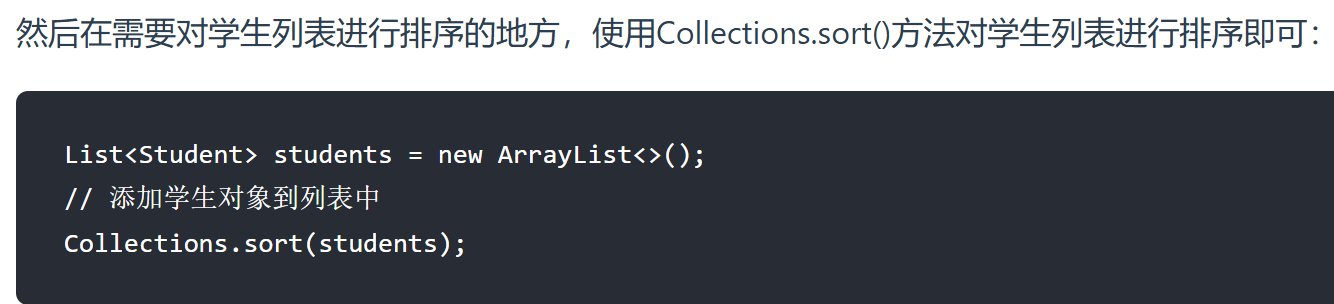 然后在需要对学生列表进行排序的地方，使用Collections.sort()方法对学生列表进行排序即可：
List<Student> students = new ArrayList<>();
// 添加学生对象到列表中
Collections.sort(students);